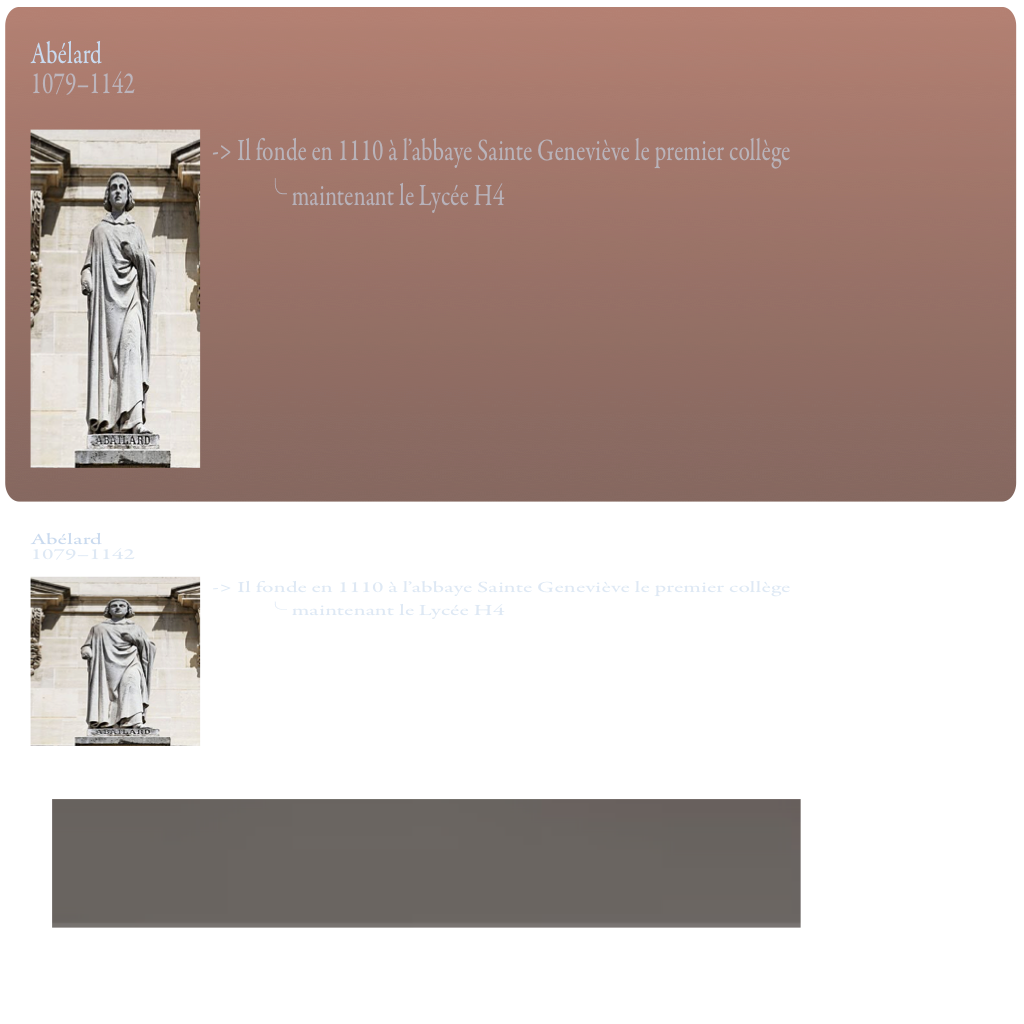 Abélard
1079–1142
-> Il fonde en 1110 à l’abbaye Sainte Geneviève le premier collège
maintenant le Lycée H4
ABAILARD
Abélard
1079–1142
-> Il fonde en 1110 à l’abbaye Sainte Geneviève le premier collège
maintenant le Lycée H4
ABAILARD